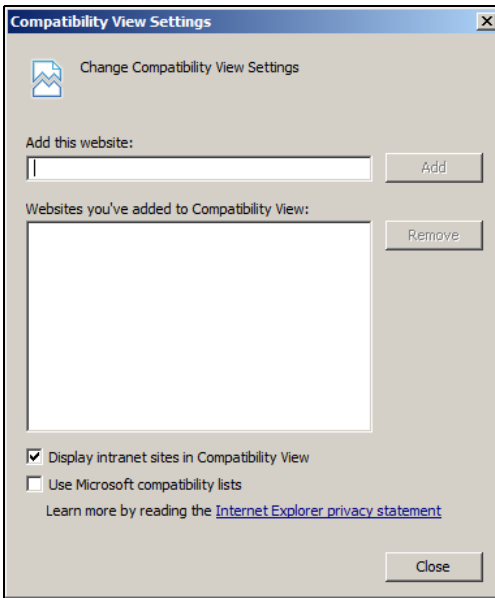 Compatibility View Settings
Change Compatibility View Settings
Add this website:
Add
Websites you've added to Compatibility View:
Remove
Display intranet sites in Compatibility View
Use Microsoft compatibility lists
Learn more by reading the Internet Explorer privacy statement
Close